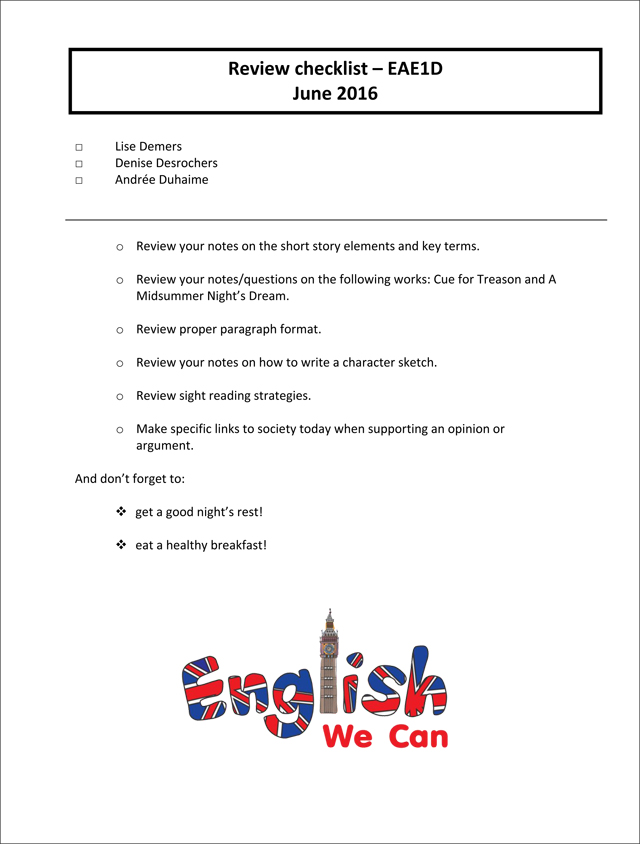 Review checklist – EAE1D
June 2016
□ Lise Demers
□ Denise Desrochers
□ Andrée Duhaime
o Review your notes on the short story elements and key terms.
o Review your notes/questions on the following works: Cue for Treason and A
Midsummer Night’s Dream.
o Review proper paragraph format.
o Review your notes on how to write a character sketch.
o Review sight reading strategies.
o Make specific links to society today when supporting an opinion or
argument.
And don’t forget to:
❖ get a good night’s rest!
❖ eat a healthy breakfast!
English
We Can